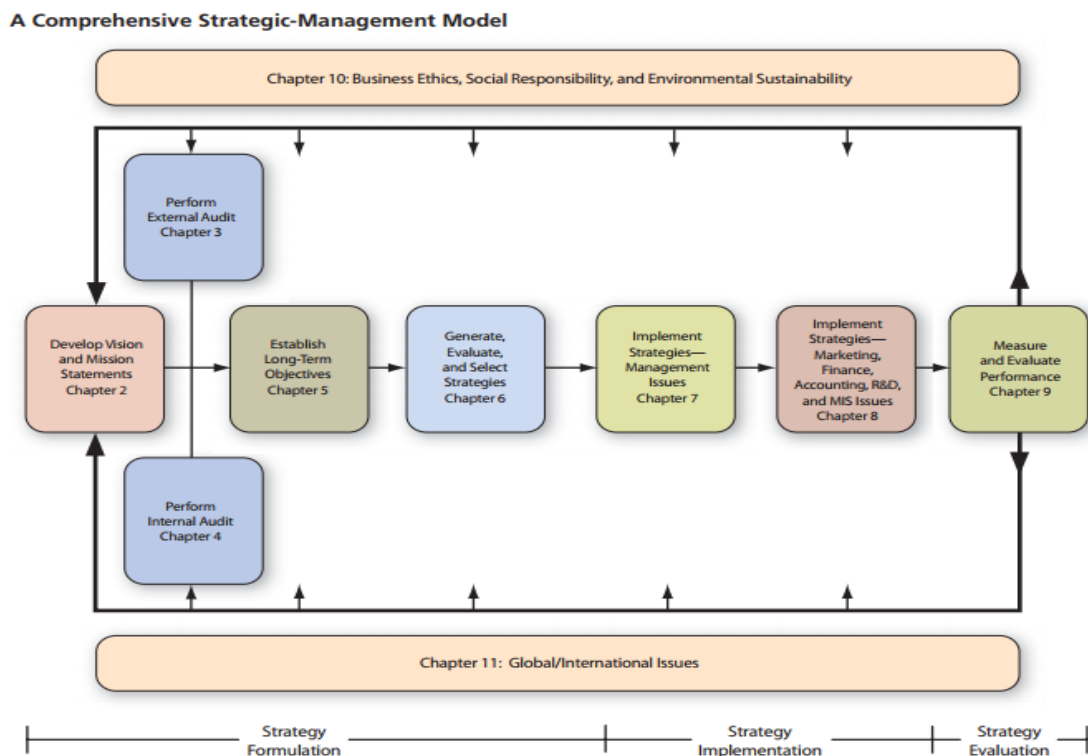 A Comprehensive Strategic-Management Model
Chapter 10: Business Ethics, Social Responsibility, and Environmental Sustainability
Perform
External Audit
Chapter 3
Develop Vision
and Mission
Statements
Chapter 2
Establish
Long-Term
Objectives
Chapter 5
Generate,
Evaluate,
and Select
Strategies
Chapter 6
Implement
Strategies—
Management
Issues
Chapter 7
Implement
Strategies—
Marketing,
Finance,
Accounting, R&D,
and MIS Issues
Chapter 8
Measure
and Evaluate
Performance
Chapter 9
Perform
Internal Audit
Chapter 4
Chapter 11: Global/International Issues
Strategy
Formulation
Strategy
Implementation
Strategy
Evaluation